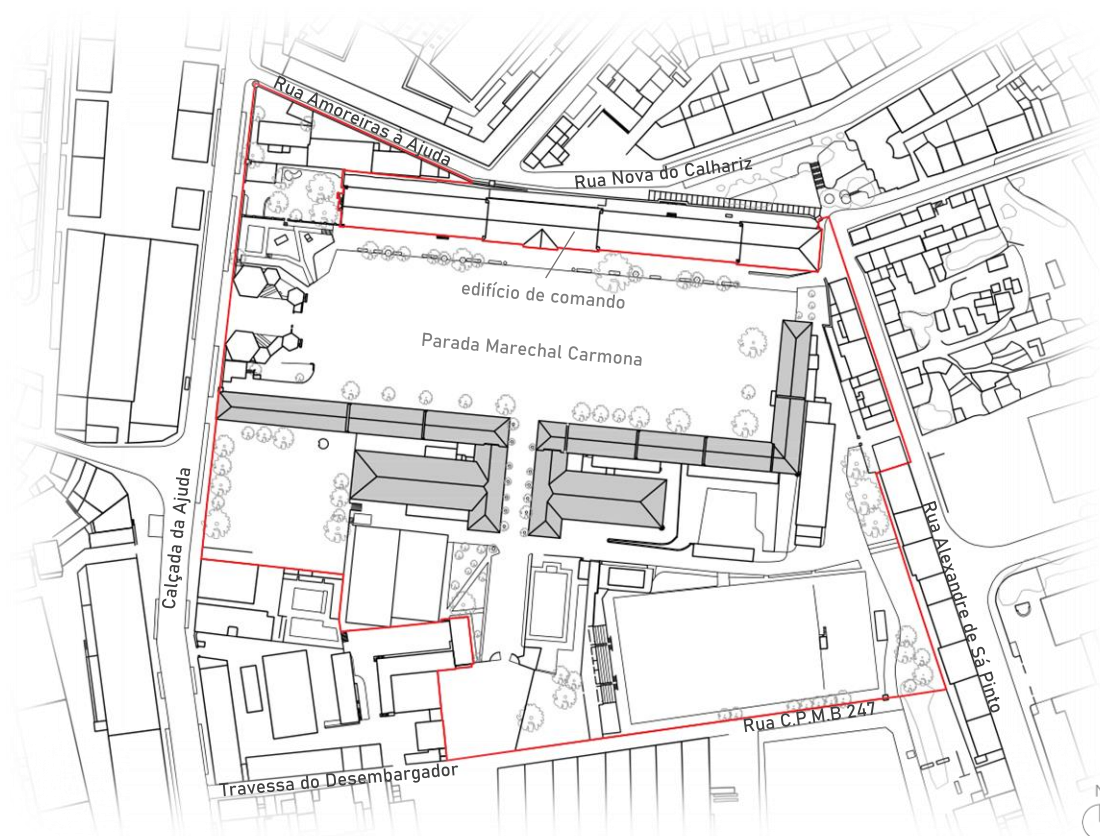 Rua Amoreiras à Ajuda
Rua Nova do Calhariz
edifício de comando
Parada Marechal Carmona
Calçada da Ajuda
Rua Alexandre de Sá Pinto
Rua C.P.M.B 247
Travessa do Desembargador
N